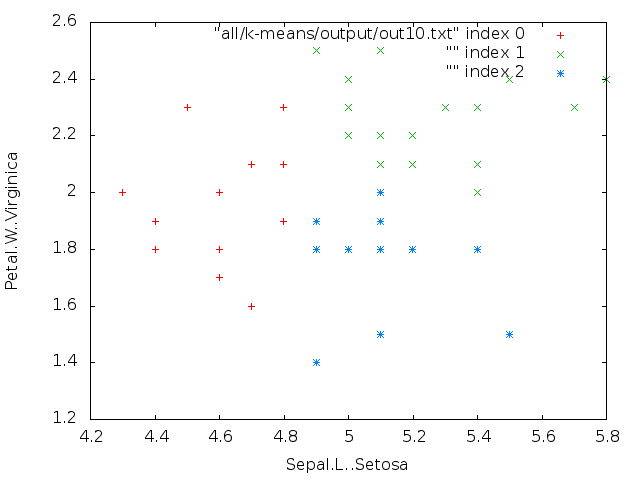 "all/k-means/output/out10.txt" index 0
"" index 1
"" index 2
2.6
2.4
2.2
2
1.8
1.6
1.4
1.2
Petal.W..Virginica
4.2 4.4 4.6 4.8 5 5.2 5.4 5.6 5.8
Sepal.L..Setosa